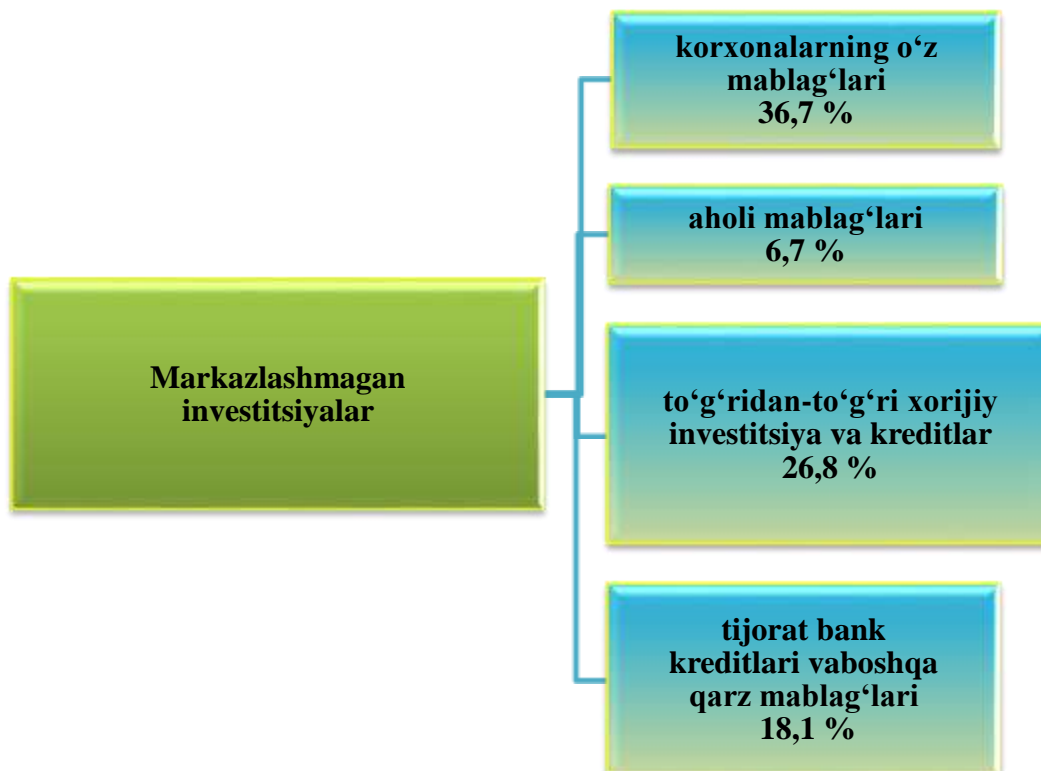 korxonalarning o‘z
mablag‘lari
36,7 %
aholi mablag‘lari
6,7 %
Markazlashmagan
investitsiyalar
to‘g‘ridan-to‘g‘ri xorijiy
investitsiya va kreditlar
26,8 %
tijorat bank
kreditlari vaboshqa
qarz mablag‘lari
18,1 %